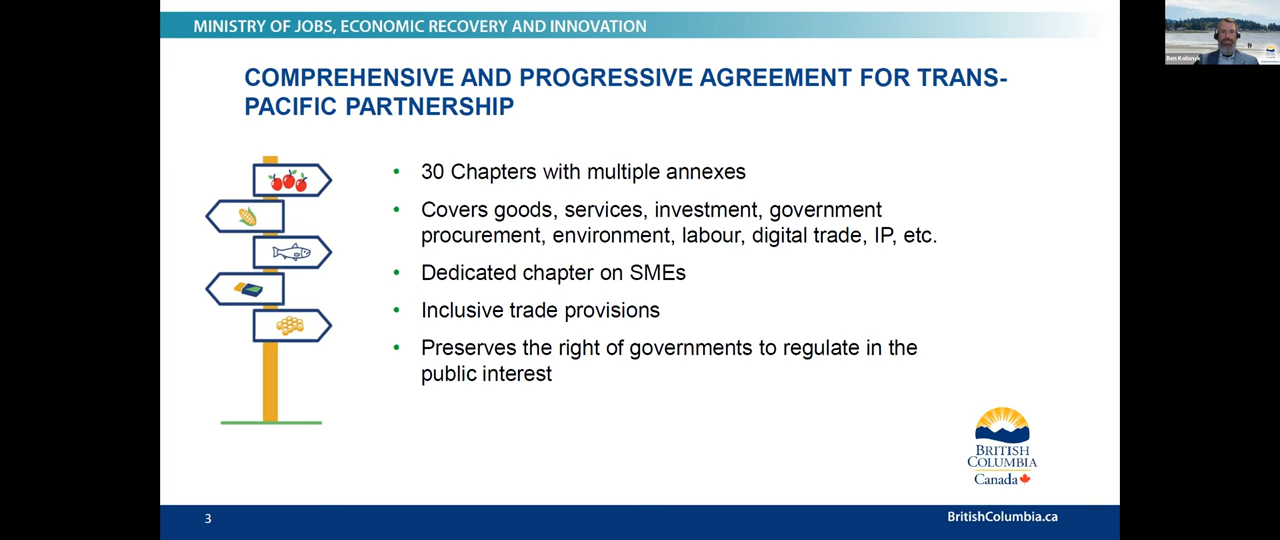 MINISTRY OF JOBS, ECONOMIC RECOVERY AND INNOVATION
COMPREHENSIVE AND PROGRESSIVE AGREEMENT FOR TRANS-
PACIFIC PARTNERSHIP
• 30 Chapters with multiple annexes
• Covers goods, services, investment, government
procurement, environment, labour, digital trade, IP, etc.
• Dedicated chapter on SMEs
• Inclusive trade provisions
• Preserves the right of governments to regulate in the
public interest
BRITISH
COLUMBIA
Canada
3
BritishColumbia.ca
Ben